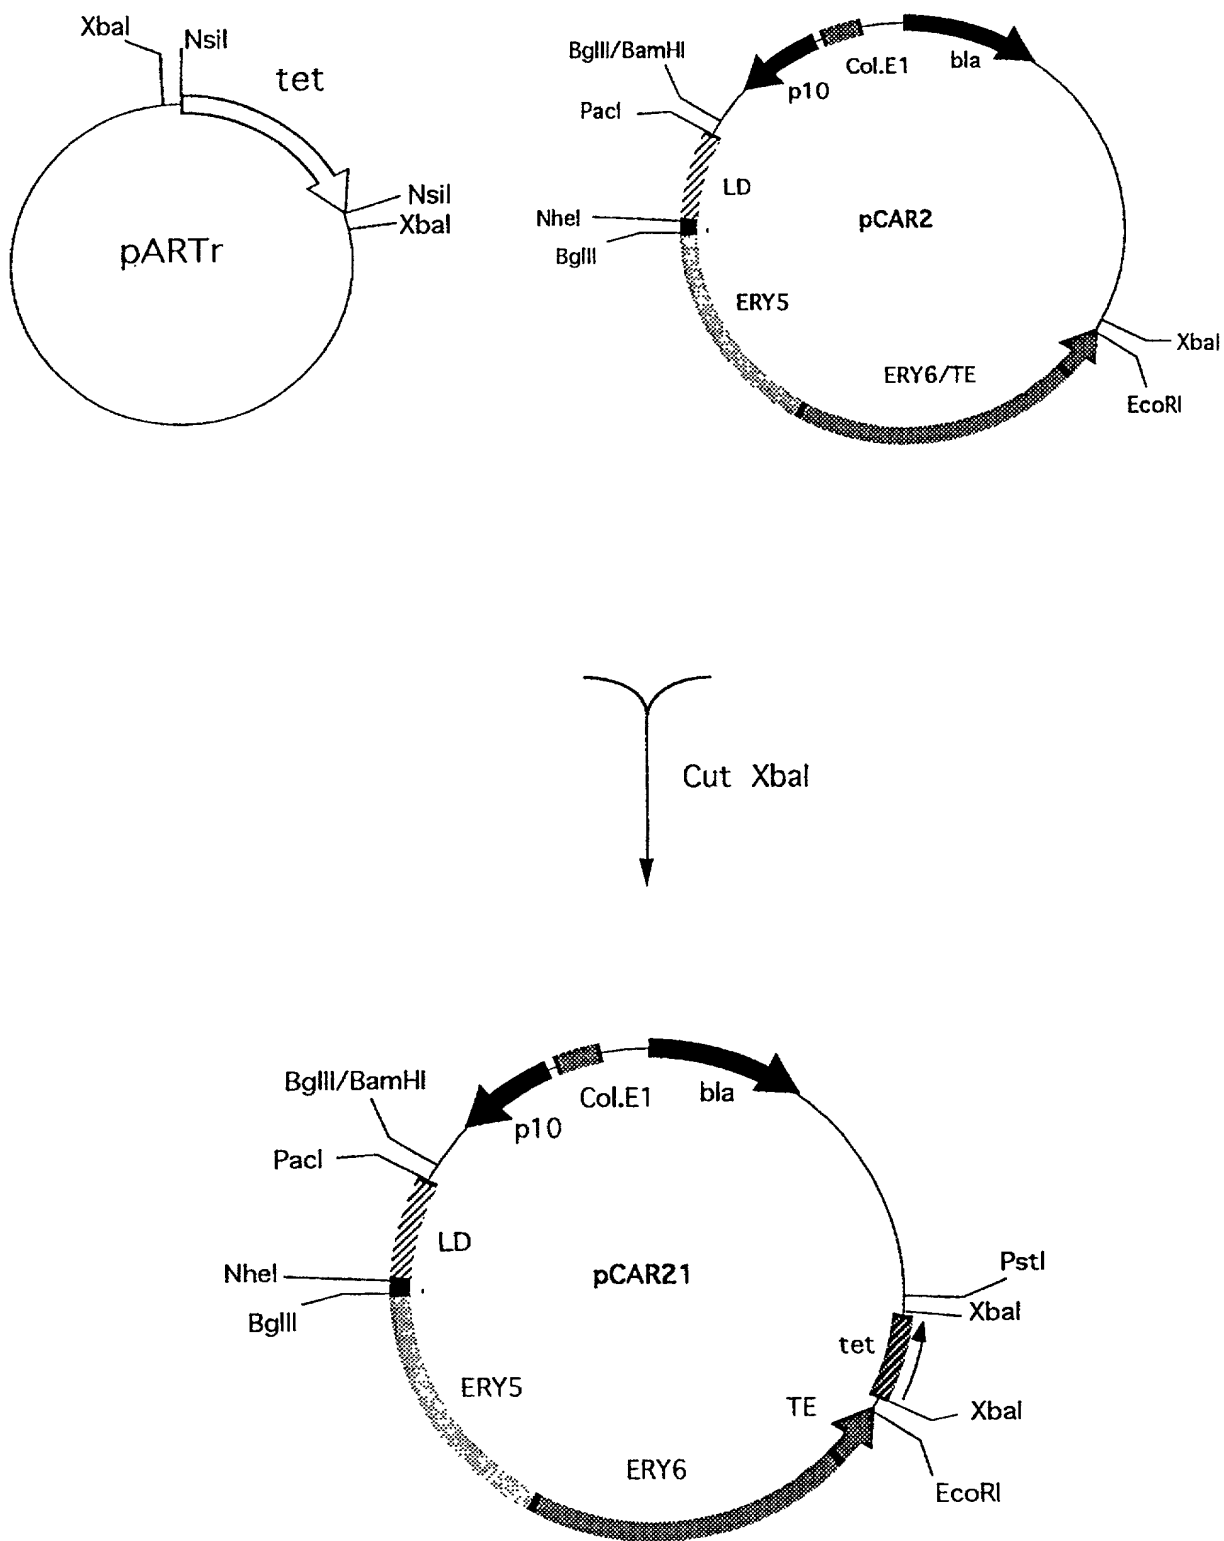 XbaI
NsiI
tet
NsiI
XbaI
pARTr
BglII/BamHI
p10
Col.E1
bla
PacI
LD
NheI
BglII
pCAR2
ERY5
ERY6/TE
XbaI
EcoRI
Cut XbaI
BglII/BamHI
p10
Col.E1
bla
PacI
LD
NheI
BglII
pCAR21
PstI
XbaI
tet
ERY5
TE
XbaI
ERY6
EcoRI